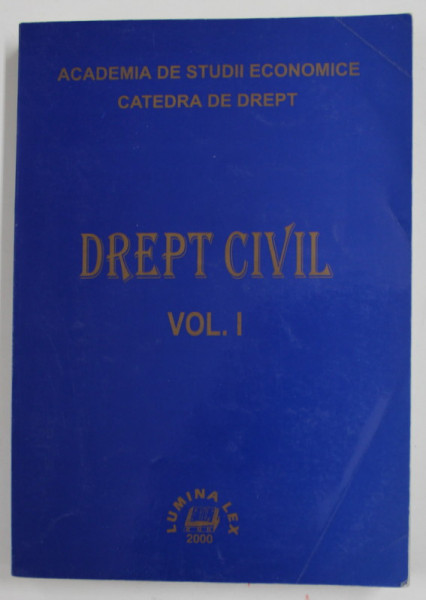 ACADEMIA DE STUDII ECONOMICE
CATEDRA DE DREPT
DREPT CIVIL
VOL. I
LUMINA LEX
2000